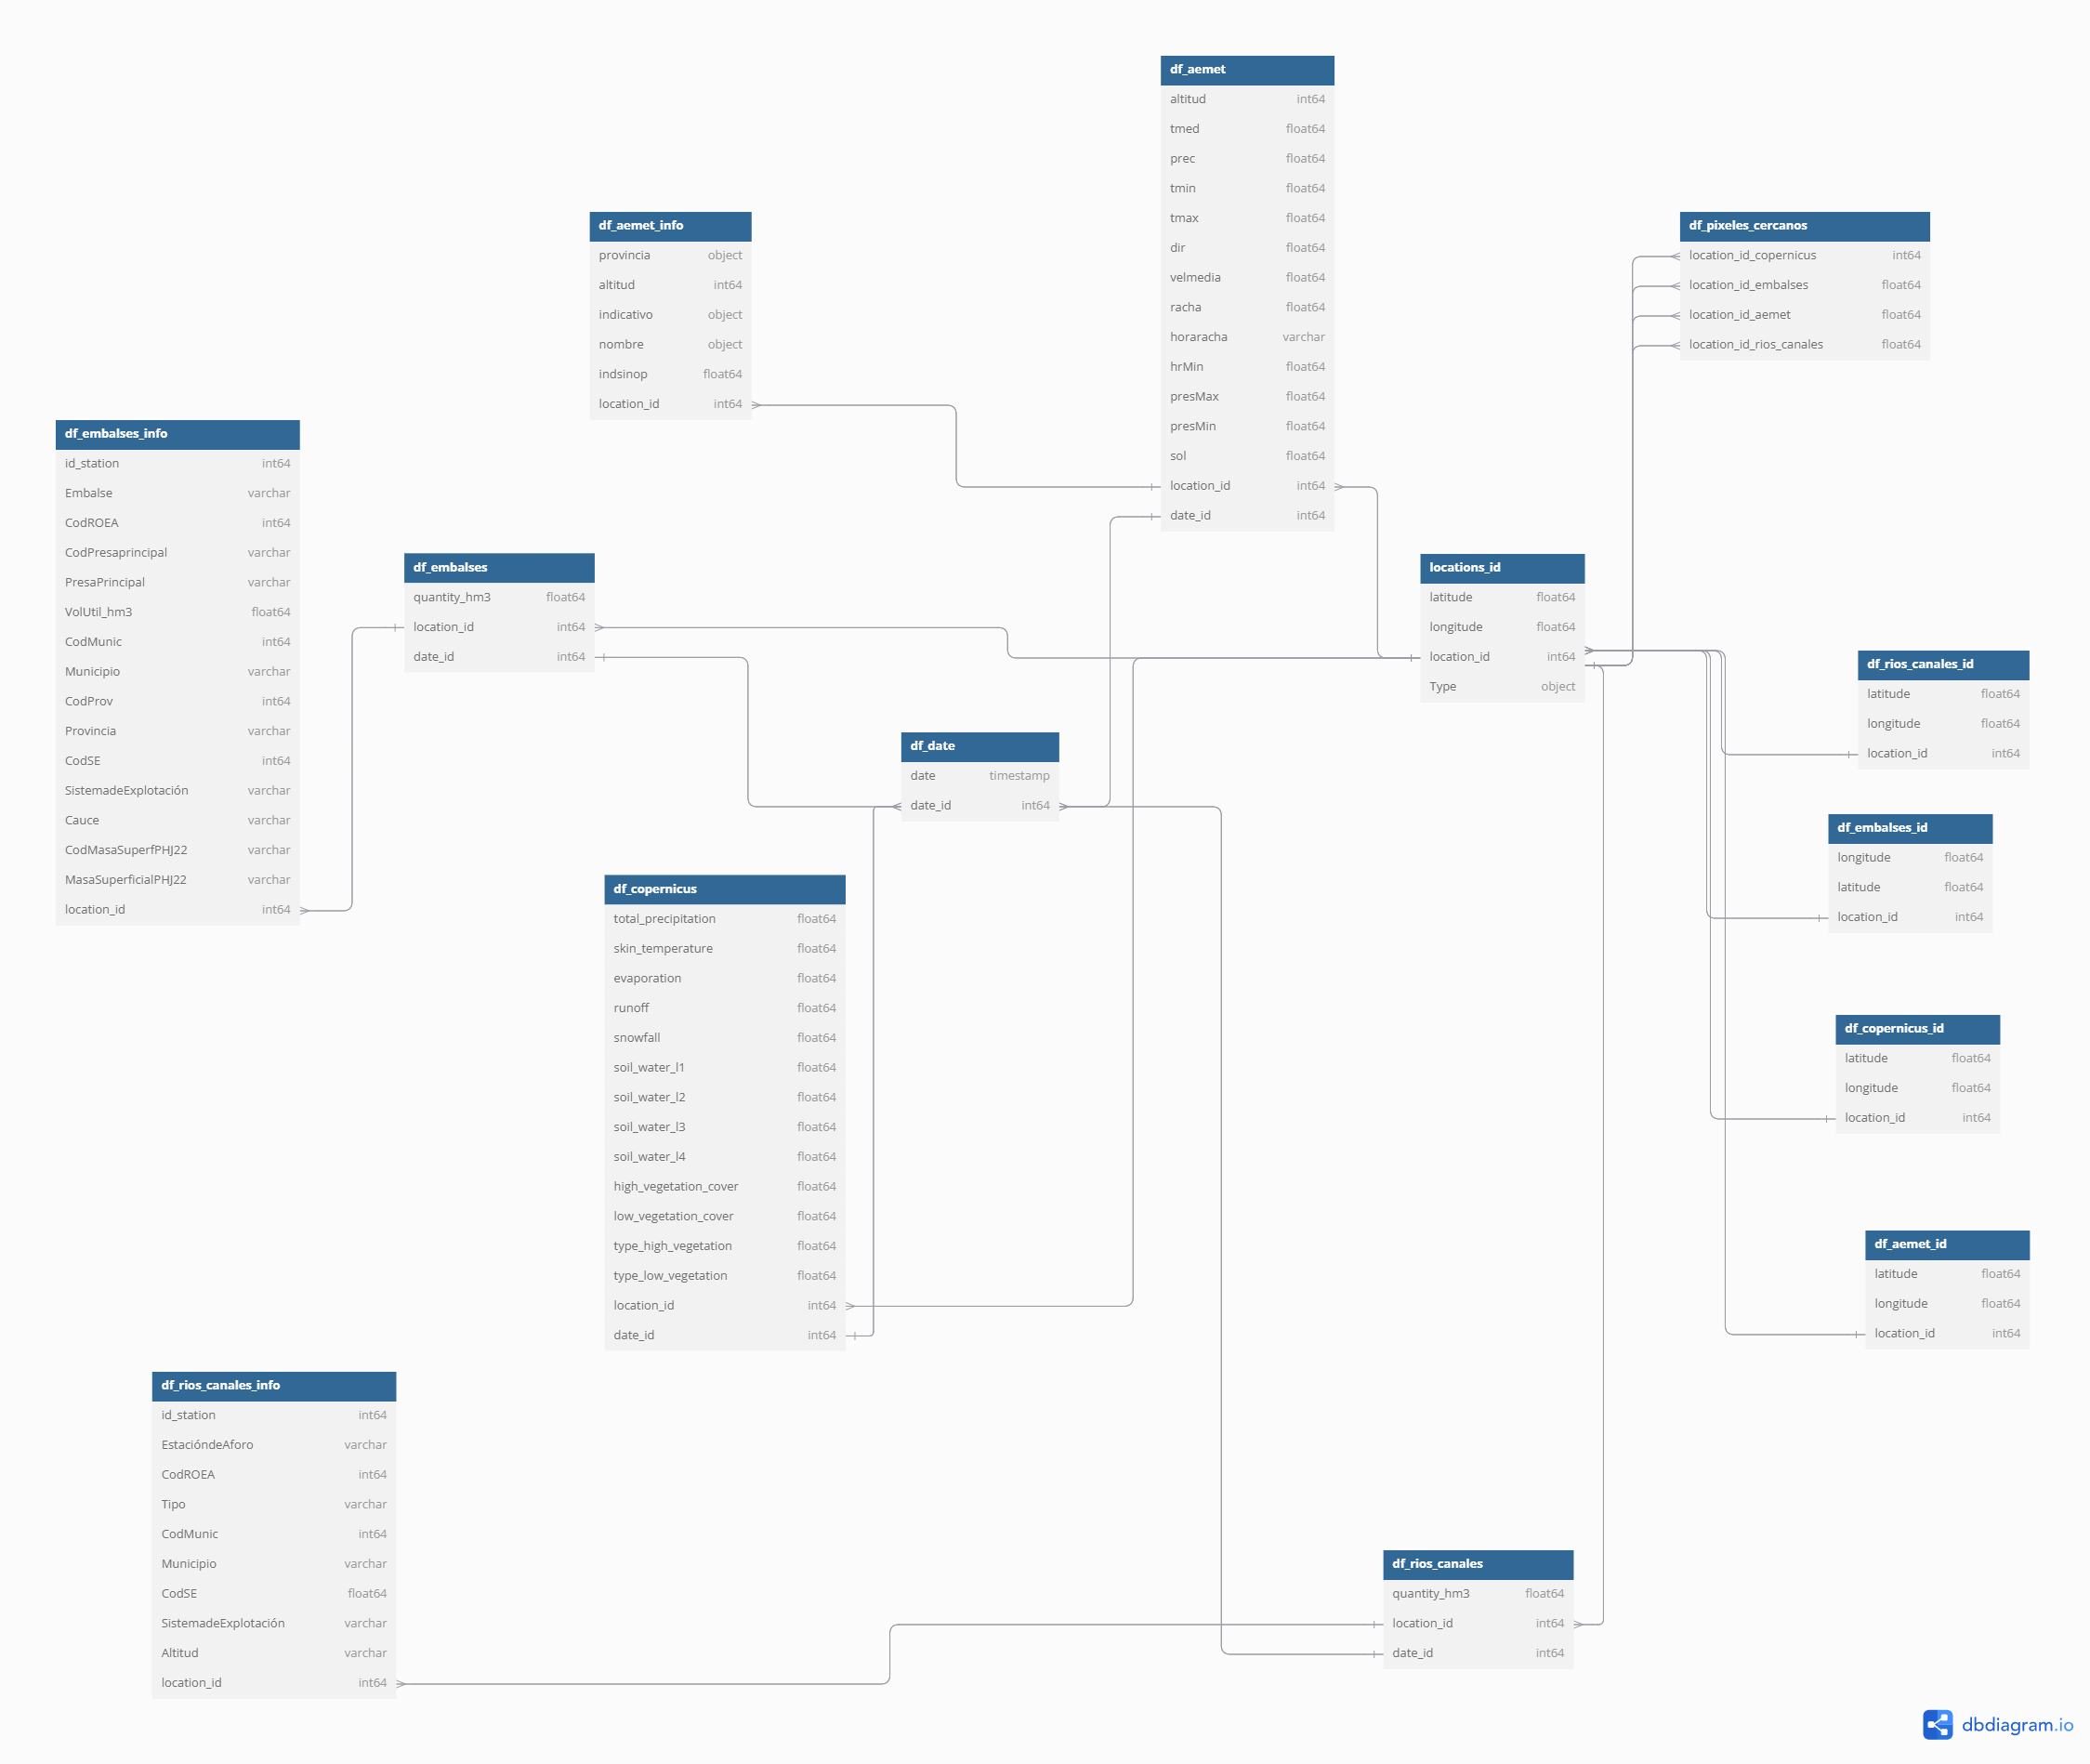 df_aemet
altitud int64
tmed float64
prec float64
tmin float64
tmax float64
dir float64
velmedia float64
racha float64
horaracha varchar
hrMin float64
presMax float64
presMin float64
sol float64
location_id int64
date_id int64
df_aemet_info
provincia object
altitud int64
indicativo object
nombre object
indsinop float64
location_id int64
df_pixeles_cercanos
location_id_copernicus int64
location_id_embalses float64
location_id_aemet float64
location_id_rios_canales float64
df_embalses_info
id_station int64
Embalse varchar
CodROEA int64
CodPresaprincipal varchar
PresaPrincipal varchar
VolUtil_hm3 float64
CodMunic int64
Municipio varchar
CodProv int64
Provincia varchar
CodSE int64
SistemadeExplotación varchar
Cauce varchar
CodMasaSuperfPHJ22 varchar
MasaSuperficialPHJ22 varchar
location_id int64
df_embalses
quantity_hm3 float64
location_id int64
date_id int64
locations_id
latitude float64
longitude float64
location_id int64
Type object
df_rios_canales_id
latitude float64
longitude float64
location_id int64
df_date
date timestamp
date_id int64
df_embalses_id
longitude float64
latitude float64
location_id int64
df_copernicus
total_precipitation float64
skin_temperature float64
evaporation float64
runoff float64
snowfall float64
soil_water_l1 float64
soil_water_l2 float64
soil_water_l3 float64
soil_water_l4 float64
high_vegetation_cover float64
low_vegetation_cover float64
type_high_vegetation float64
type_low_vegetation float64
location_id int64
date_id int64
df_copernicus_id
latitude float64
longitude float64
location_id int64
df_aemet_id
latitude float64
longitude float64
location_id int64
df_rios_canales_info
id_station int64
EstacióndeAforo varchar
CodROEA int64
Tipo varchar
CodMunic int64
Municipio varchar
CodSE float64
SistemadeExplotación varchar
Altitud varchar
location_id int64
df_rios_canales
quantity_hm3 float64
location_id int64
date_id int64
dbdiagram.io